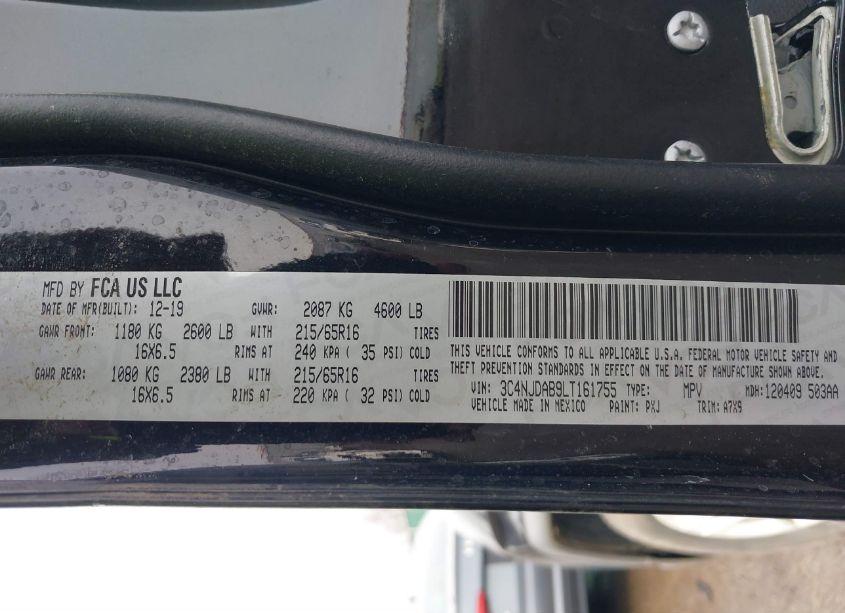 MFD BY FCA US LLC
DATE OF MFR(BUILT): 12-19 GVWR: 2087 KG 4600 LB
GAWR FRONT: 1180 KG 2600 LB WITH 215/65R16 TIRES
16X6.5 RIMS AT 240 KPA ( 35 PSI) COLD
GAWR REAR: 1080 KG 2380 LB WITH 215/65R16 TIRES
16X6.5 RIMS AT 220 KPA ( 32 PSI) COLD
THIS VEHICLE CONFORMS TO ALL APPLICABLE U.S.A. FEDERAL MOTOR VEHICLE SAFETY AND
THEFT PREVENTION STANDARDS IN EFFECT ON THE DATE OF MANUFACTURE SHOWN ABOVE.
VIN: 3C4NJDAB9LT161755 TYPE: MPV MDH: 120409 503AA
VEHICLE MADE IN MEXICO PAINT: PXJ TRIM: A7X9